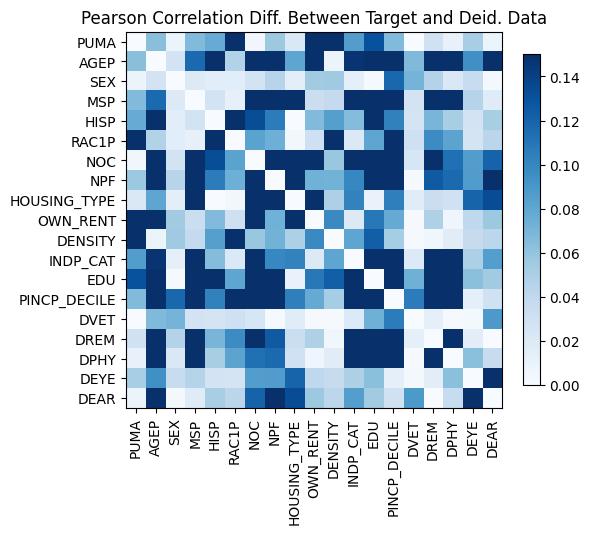 Pearson Correlation Diff. Between Target and Deid. Data
PUMA
AGEP
SEX
MSP
HISP
RAC1P
NOC
NPF
HOUSING_TYPE
OWN_RENT
DENSITY
INDP_CAT
EDU
PINCP_DECILE
DVET
DREM
DPHY
DEYE
DEAR
PUMA
AGEP
SEX
MSP
HISP
RAC1P
NOC
NPF
HOUSING_TYPE
OWN_RENT
DENSITY
INDP_CAT
EDU
PINCP_DECILE
DVET
DREM
DPHY
DEYE
DEAR
0.14
0.12
0.10
0.08
0.06
0.04
0.02
0.00